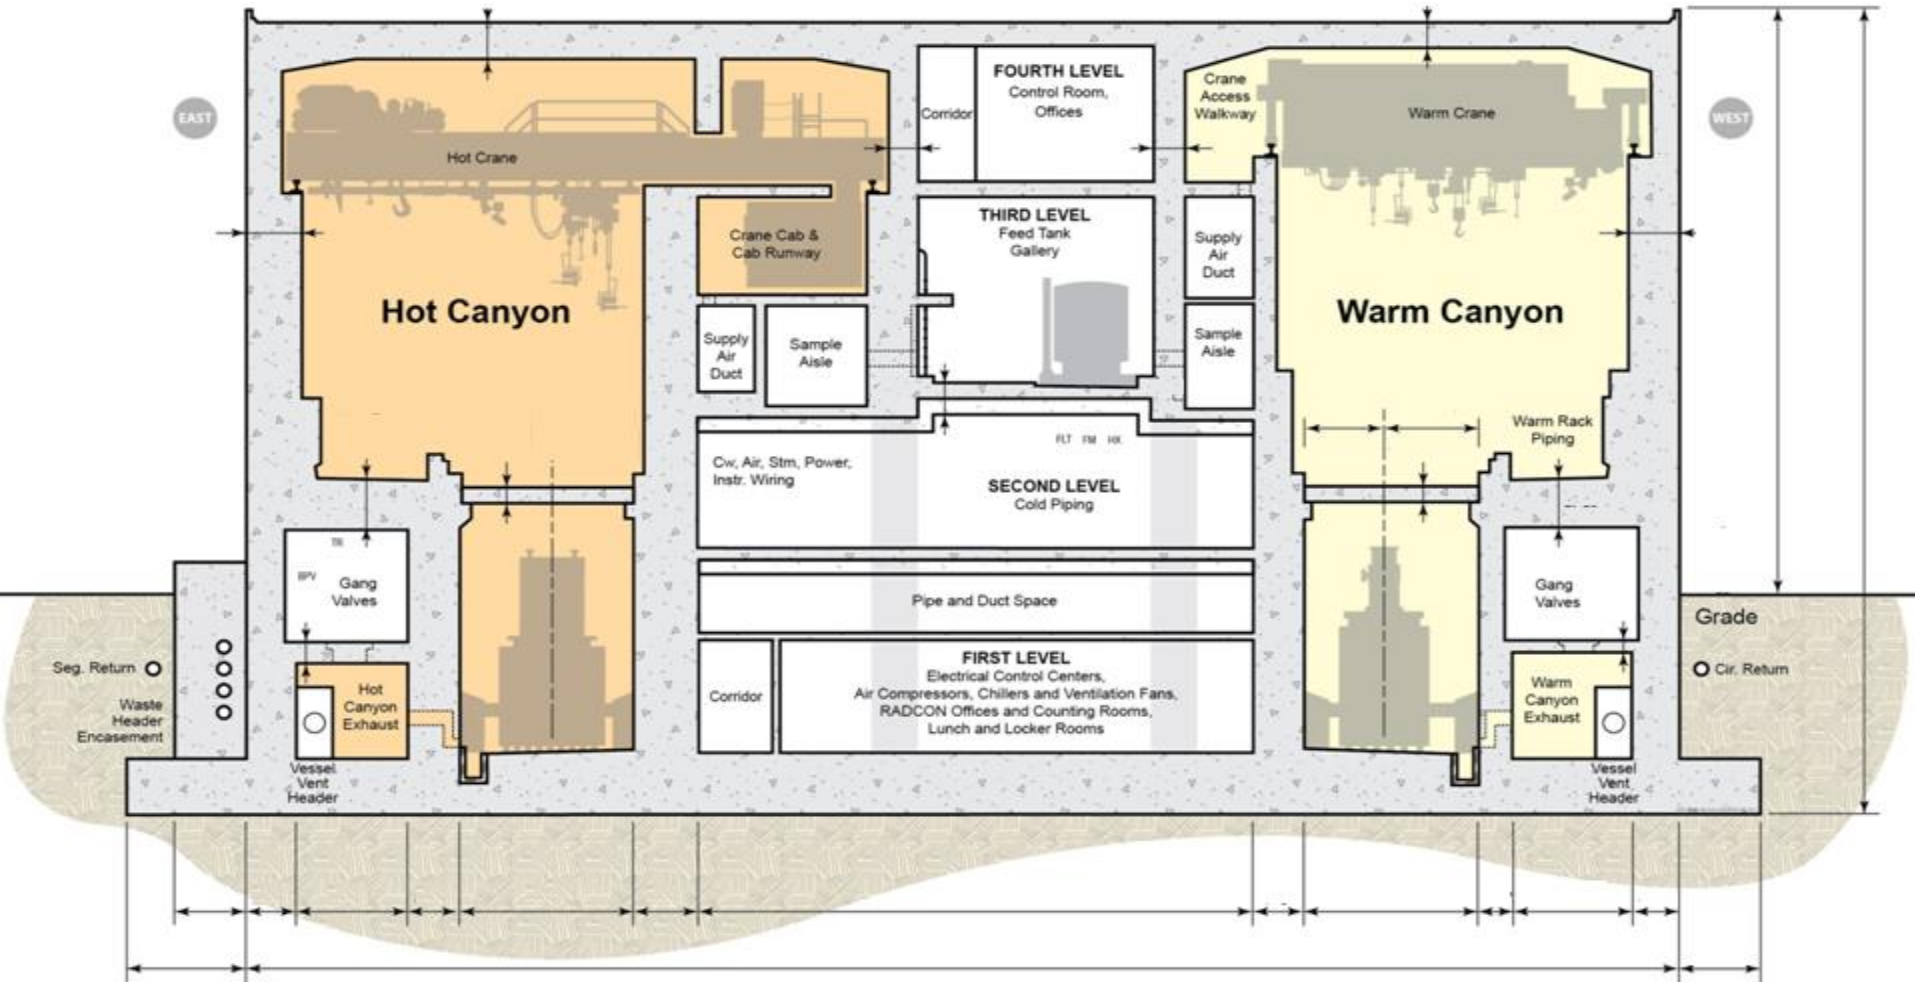 EAST
WEST
Hot Crane
Crane Cab &
Cab Runway
Hot Canyon
Supply
Air
Duct
Sample
Aisle
Corridor
FOURTH LEVEL
Control Room,
Offices
THIRD LEVEL
Feed Tank
Gallery
Crane
Access
Walkway
Warm Crane
Supply
Air
Duct
Sample
Aisle
Warm Canyon
Warm Rack
Piping
Cw, Air, Stm, Power,
Instr. Wiring
FLT FM HX
SECOND LEVEL
Cold Piping
Pipe and Duct Space
Corridor
FIRST LEVEL
Electrical Control Centers,
Air Compressors, Chillers and Ventilation Fans,
RADCON Offices and Counting Rooms,
Lunch and Locker Rooms
BPV
Gang
Valves
Hot
Canyon
Exhaust
Vessel
Vent
Header
Seg. Return
Waste
Header
Encasement
Gang
Valves
Warm
Canyon
Exhaust
Vessel
Vent
Header
Grade
Cir. Return